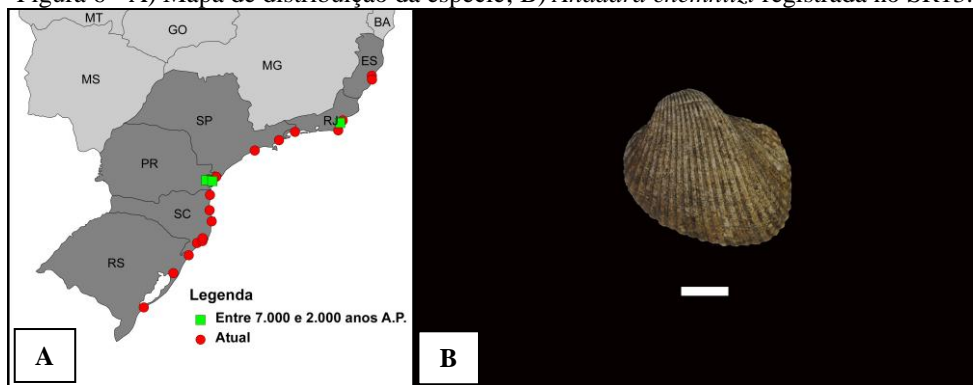 Figura 6 - A) Mapa de distribuição da espécie; B) Anadara chemnitzi registrada no SR13.
MT
GO
BA
MS
MG
ES
SP
RJ
PR
SC
RS
Legenda
Entre 7.000 e 2.000 anos A.P.
Atual
A
B